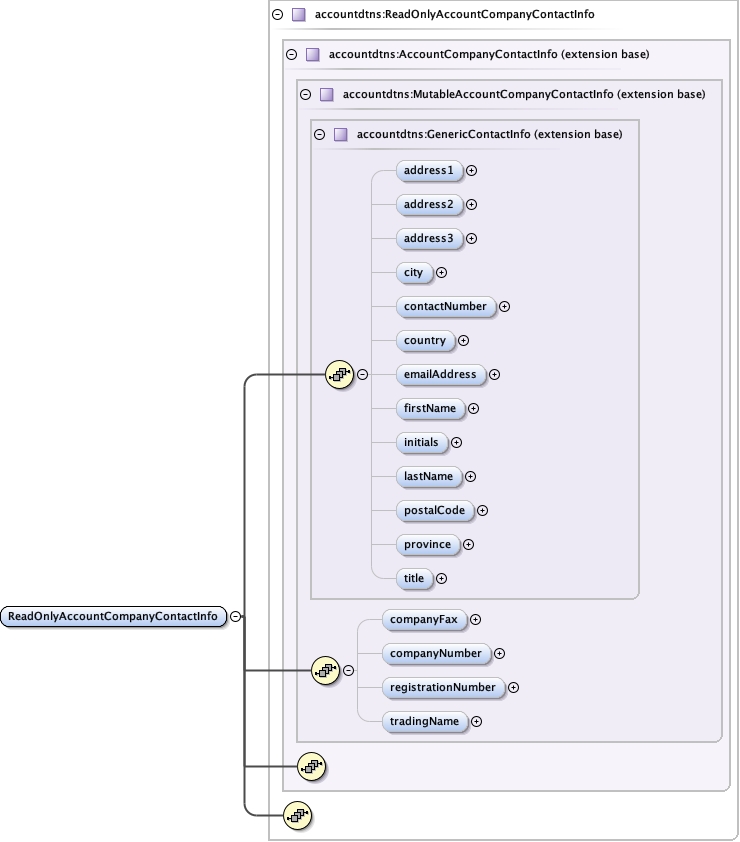 accountdtns:ReadOnlyAccountCompanyContactInfo
accountdtns:AccountCompanyContactInfo (extension base)
accountdtns:MutableAccountCompanyContactInfo (extension base)
accountdtns:GenericContactInfo (extension base)
address1
address2
address3
city
contactNumber
country
emailAddress
firstName
initials
lastName
postalCode
province
title
ReadOnlyAccountCompanyContactInfo
companyFax
companyNumber
registrationNumber
tradingName